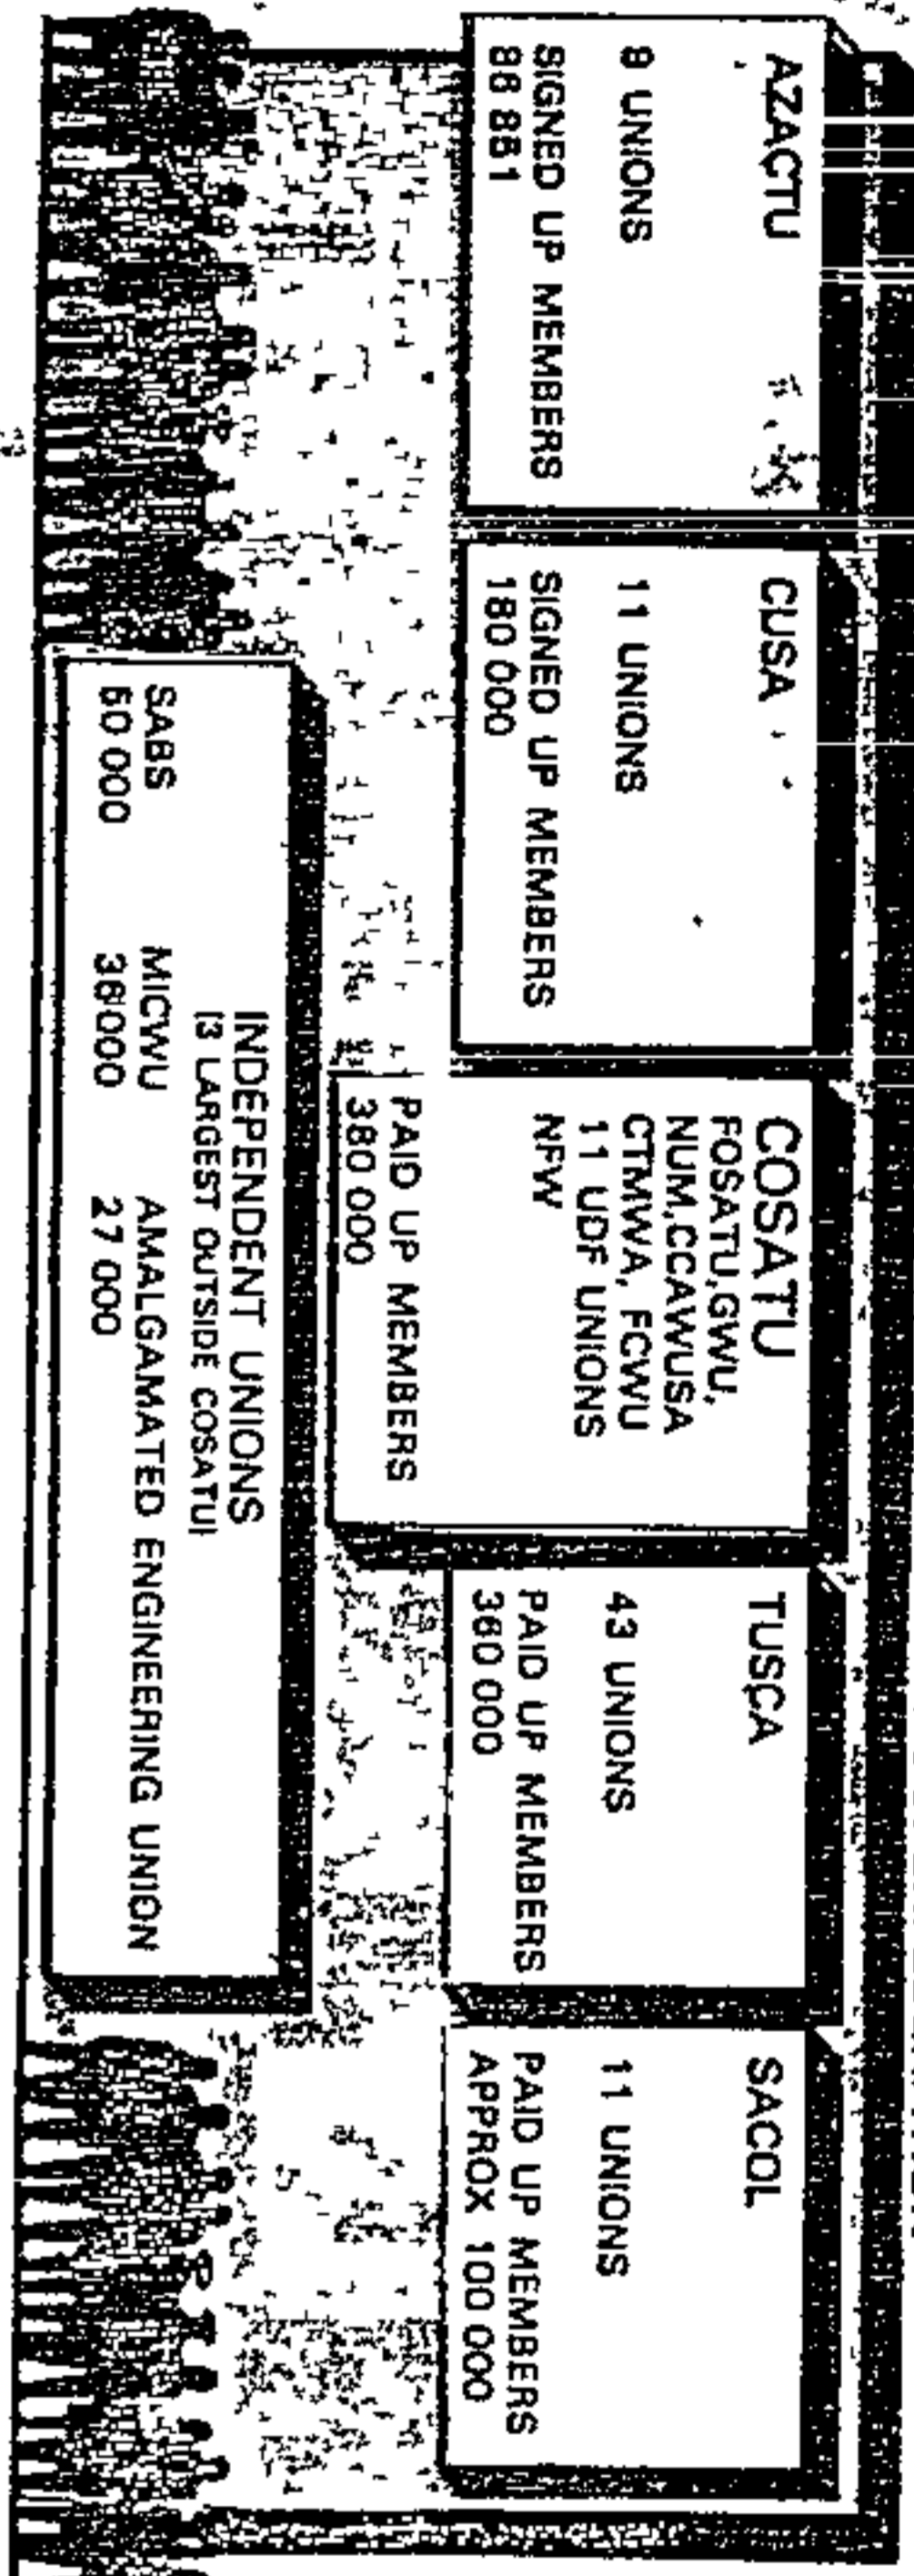 AZACTU
8 UNIONS
SIGNED UP MEMBERS
88 881
CUSA
11 UNIONS
SIGNED UP MEMBERS
180 000
COSATU
FOSATU,GWU,
NUM,CCAWUSA
CTMWA, FCWU
11 UDF UNIONS
NFW
PAID UP MEMBERS
380 000
TUSCA
43 UNIONS
PAID UP MEMBERS
360 000
SACOL
11 UNIONS
PAID UP MEMBERS
APPROX 100 000
INDEPENDENT UNIONS
(3 LARGEST OUTSIDE COSATU)
SABS MICWU AMALGAMATED ENGINEERING UNION
50 000 36 000 27 000